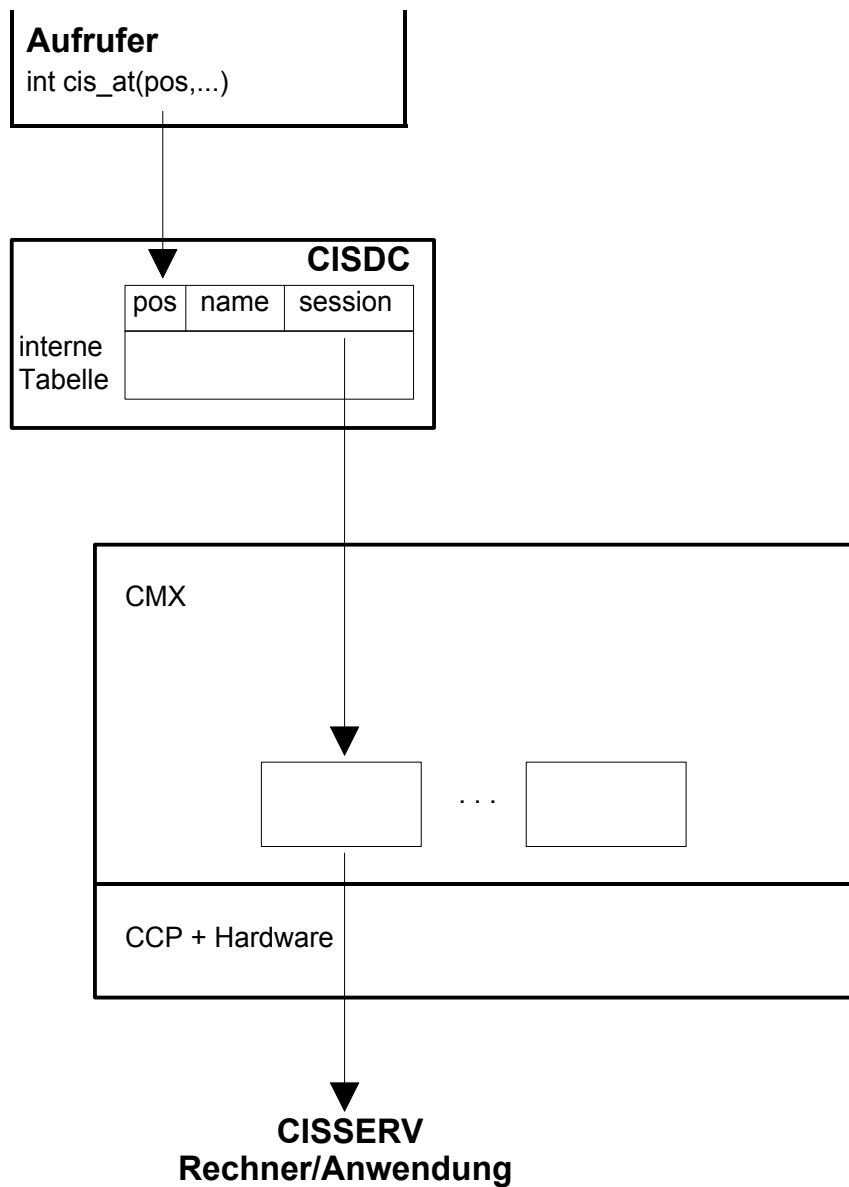 Aufrufer
int cis_at(pos,...)
CISDC
pos name session
interne
Tabelle
CMX
. . .
CCP + Hardware
CISSERV
Rechner/Anwendung